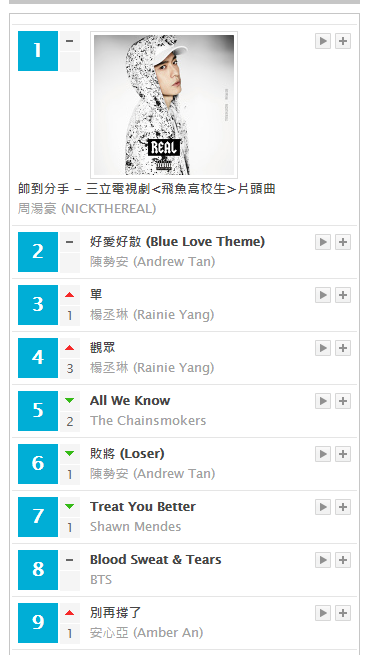 1
REAL
帥到分手 – 三立電視劇<飛魚高校生>片頭曲
周湯豪 (NICKTHEREAL)
2
好愛好散 (Blue Love Theme)
陳勢安 (Andrew Tan)
3
單
1
楊丞琳 (Rainie Yang)
4
觀眾
3
楊丞琳 (Rainie Yang)
5
All We Know
2
The Chainsmokers
6
敗將 (Loser)
1
陳勢安 (Andrew Tan)
7
Treat You Better
1
Shawn Mendes
8
Blood Sweat & Tears
BTS
9
別再撐了
1
安心亞 (Amber An)